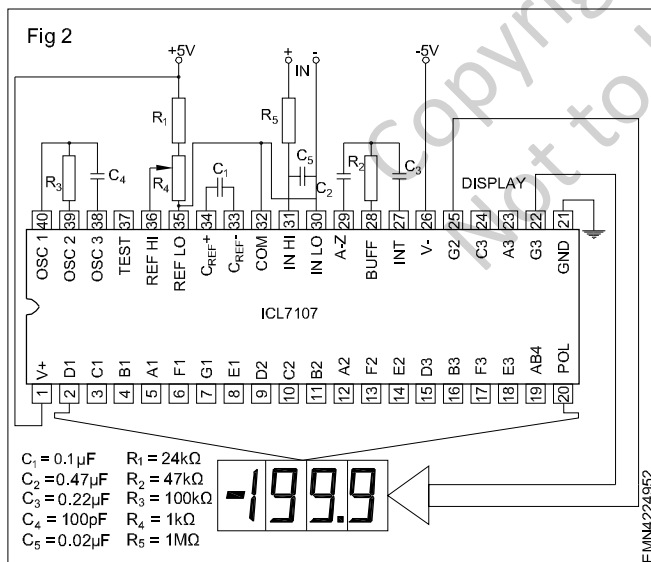 Fig 2
Copyrig
Not to b
+5V
+
-
IN
-5V
R1
R5
R3
C4
R4
C1
C5
C2
R2
C3
DISPLAY
40 39 38 37 36 35 34 33 32 31 30 29 28 27 26 25 24 23 22 21
OSC 1 OSC 2 OSC 3 TEST REF HI REF LO CREF+ CREF- COM IN HI IN LO A-Z BUFF INT V- G2 C3 A3 G3 GND
ICL7107
V+ D1 C1 B1 A1 F1 G1 E1 D2 C2 B2 A2 F2 E2 D3 B3 F3 E3 AB4 POL
1 2 3 4 5 6 7 8 9 10 11 12 13 14 15 16 17 18 19 20
C1 = 0.1µF R1 = 24kΩ
C2 = 0.47µF R2 = 47kΩ
C3 = 0.22µF R3 = 100kΩ
C4 = 100pF R4 = 1kΩ
C5 = 0.02µF R5 = 1MΩ
-199.9
EMN4224952